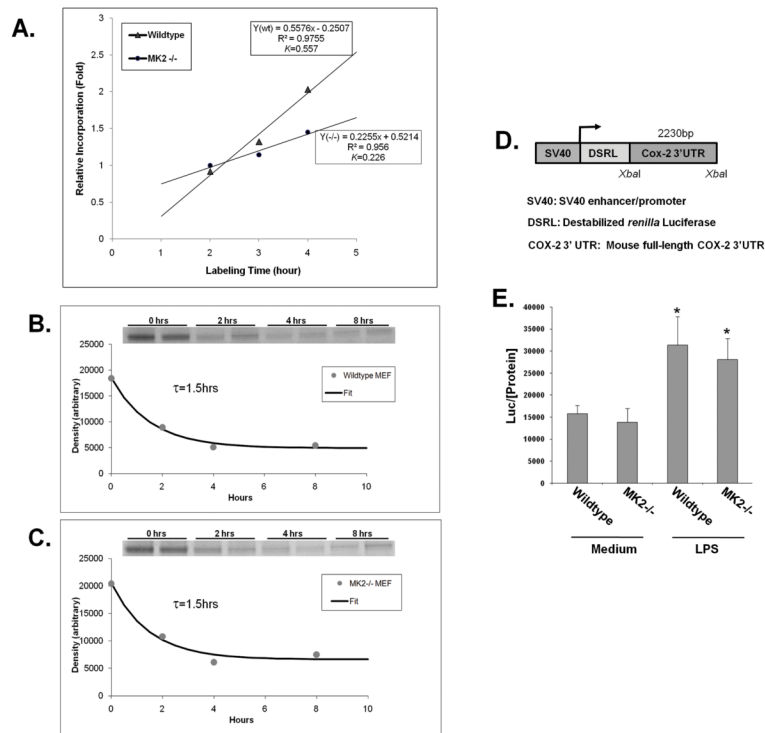 A.
Relative Incorporation (Fold)
3
2.5
2
1.5
1
0.5
0
Wildtype
MK2 -/-
Y(wt) = 0.5576x - 0.2507
R² = 0.9755
K=0.557
Y(-/-) = 0.2255x + 0.5214
R² = 0.956
K=0.226
0 1 2 3 4 5
Labeling Time (hour)
B.
0 hrs 2 hrs 4 hrs 8 hrs
Density (arbitrary)
25000
20000
15000
10000
5000
0
τ=1.5hrs
Wildtype MEF
Fit
0 2 4 6 8 10
Hours
C.
0 hrs 2 hrs 4 hrs 8 hrs
Density (arbitrary)
25000
20000
15000
10000
5000
0
τ=1.5hrs
MK2-/- MEF
Fit
0 2 4 6 8 10
Hours
D.
2230bp
SV40 DSRL Cox-2 3'UTR
XbaI XbaI
SV40: SV40 enhancer/promoter
DSRL: Destabilized renilla Luciferase
COX-2 3' UTR: Mouse full-length COX-2 3'UTR
E.
Luc/[Protein]
40000
35000
30000
25000
20000
15000
10000
5000
0
* *
Wildtype MK2-/- Wildtype MK2-/-
Medium LPS